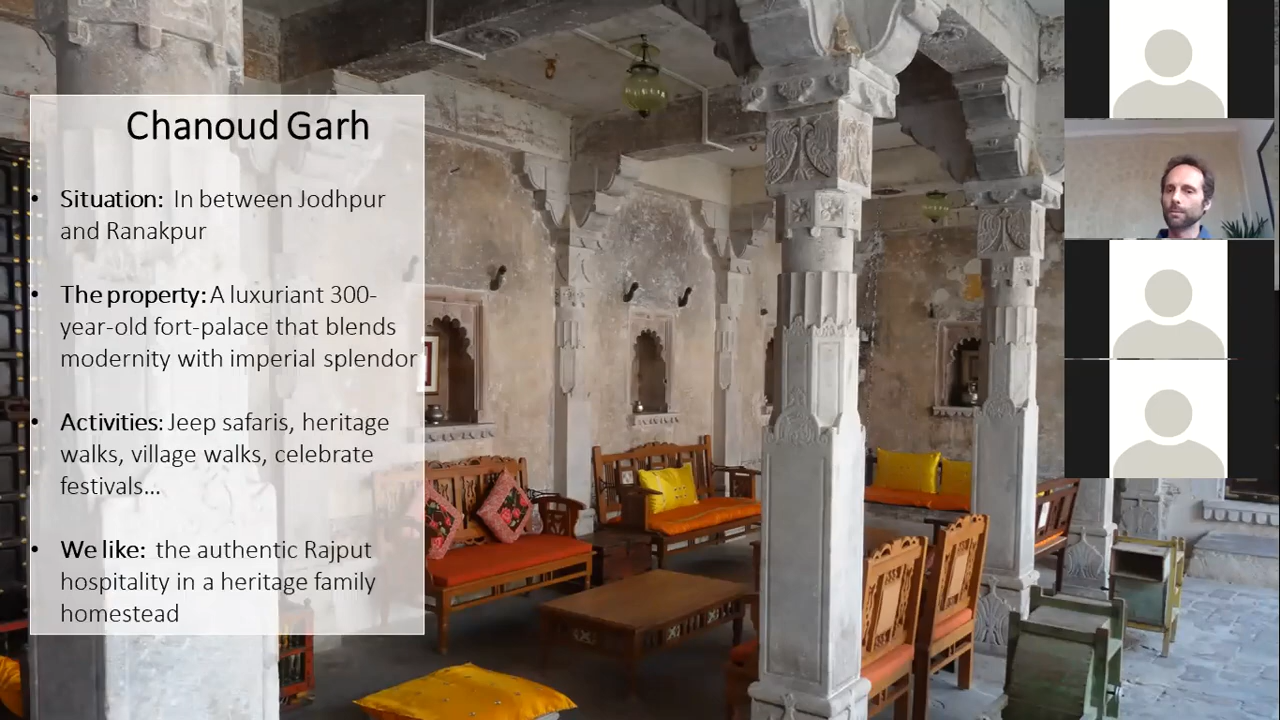 Chanoud Garh
• Situation: In between Jodhpur
and Ranakpur
• The property: A luxuriant 300-
year-old fort-palace that blends
modernity with imperial splendor
• Activities: Jeep safaris, heritage
walks, village walks, celebrate
festivals...
• We like: the authentic Rajput
hospitality in a heritage family
homestead